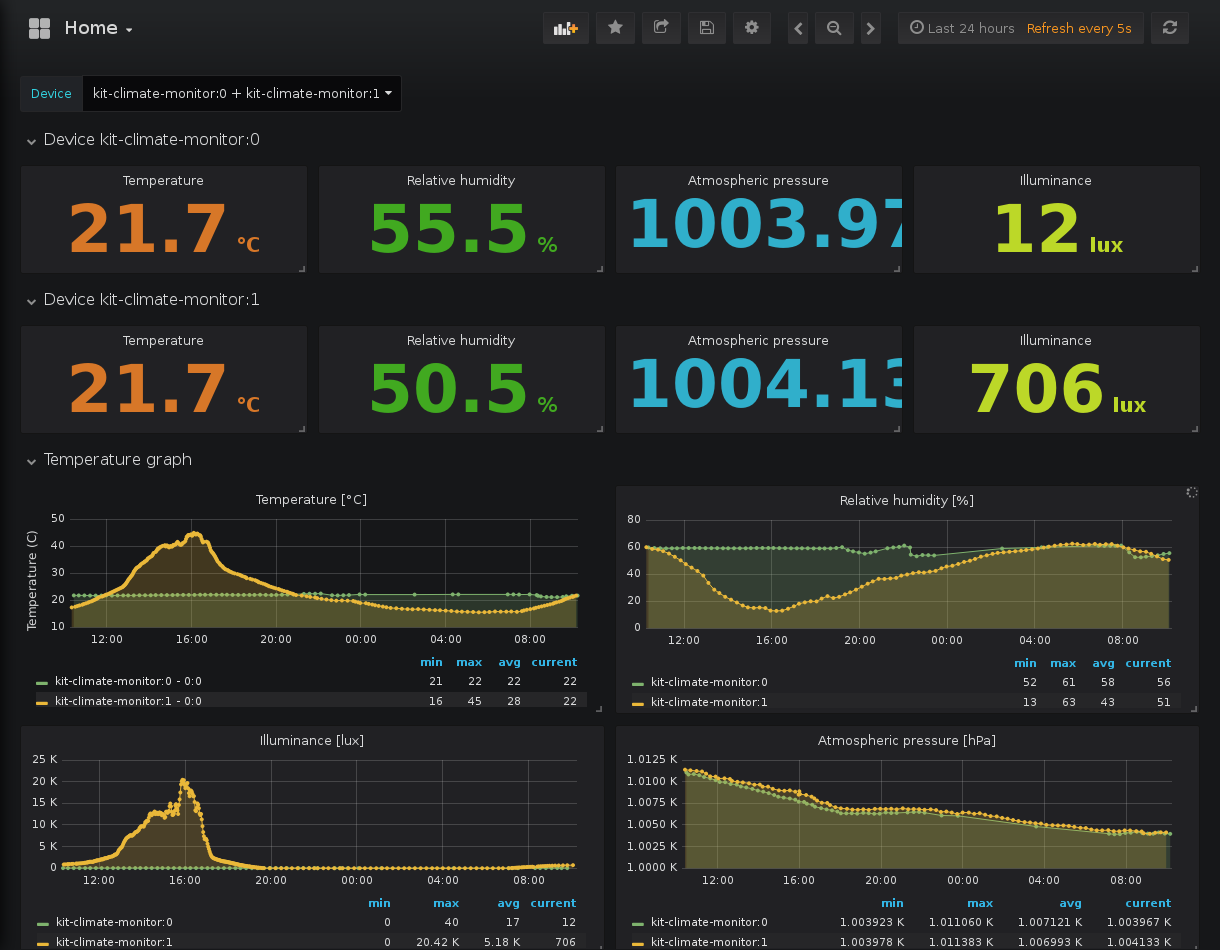 Home
Last 24 hours Refresh every 5s
Device kit-climate-monitor:0 + kit-climate-monitor:1
Device kit-climate-monitor:0
Temperature Relative humidity Atmospheric pressure Illuminance
21.7 °C 55.5 % 1003.97 12 lux
Device kit-climate-monitor:1
Temperature Relative humidity Atmospheric pressure Illuminance
21.7 °C 50.5 % 1004.13 706 lux
Temperature graph
Temperature [°C]
Temperature (C)
50
40
30
20
10
12:00 16:00 20:00 00:00 04:00 08:00
min max avg current
kit-climate-monitor:0 - 0:0 21 22 22 22
kit-climate-monitor:1 - 0:0 16 45 28 22
Relative humidity [%]
80
60
40
20
0
12:00 16:00 20:00 00:00 04:00 08:00
min max avg current
kit-climate-monitor:0 52 61 58 56
kit-climate-monitor:1 13 63 43 51
Illuminance [lux]
25 K
20 K
15 K
10 K
5 K
0
12:00 16:00 20:00 00:00 04:00 08:00
min max avg current
kit-climate-monitor:0 0 40 17 12
kit-climate-monitor:1 0 20.42 K 5.18 K 706
Atmospheric pressure [hPa]
1.0125 K
1.0100 K
1.0075 K
1.0050 K
1.0025 K
1.0000 K
12:00 16:00 20:00 00:00 04:00 08:00
min max avg current
kit-climate-monitor:0 1.003923 K 1.011060 K 1.007121 K 1.003967 K
kit-climate-monitor:1 1.003978 K 1.011383 K 1.006993 K 1.004133 K